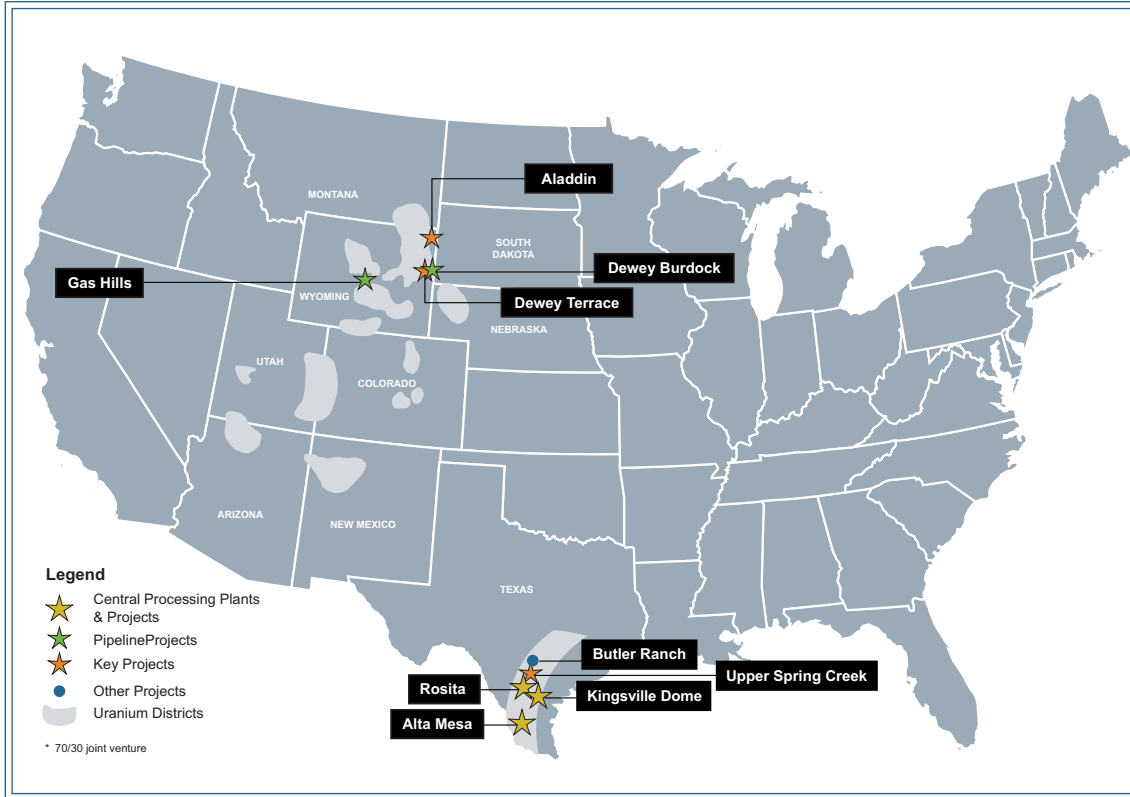 Aladdin
MONTANA
SOUTH
DAKOTA
Dewey Burdock
Gas Hills
WYOMING
Dewey Terrace
NEBRASKA
UTAH
COLORADO
ARIZONA
NEW MEXICO
TEXAS
Legend
Central Processing Plants
& Projects
PipelineProjects
Key Projects
Other Projects
Uranium Districts
* 70/30 joint venture
Butler Ranch
Upper Spring Creek
Rosita
Kingsville Dome
Alta Mesa